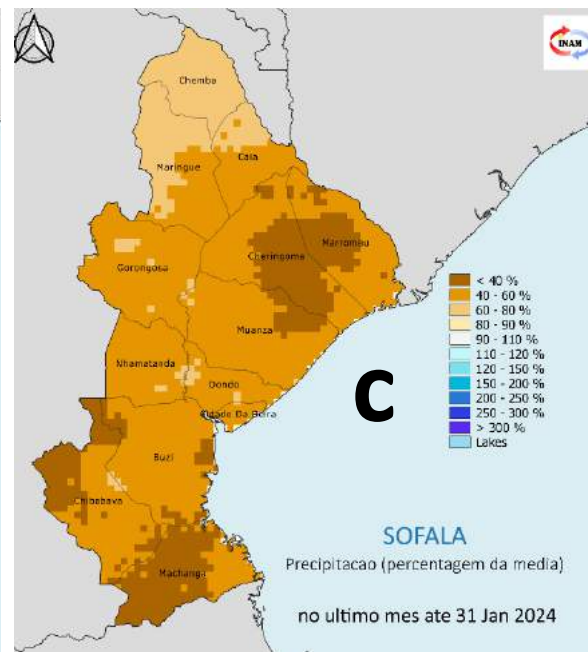 INAM
Chemba
Caia
Maringue
Marromeu
Cheringoma
Gorongosa
Muanza
Nhamatanda
Dondo
Cidade Da Beira
Buzi
Chibabava
Machanga
< 40 %
40 - 60 %
60 - 80 %
80 - 90 %
90 - 110 %
110 - 120 %
120 - 150 %
150 - 200 %
200 - 250 %
250 - 300 %
> 300 %
Lakes
C
SOFALA
Precipitacao (percentagem da media)
no ultimo mes ate 31 Jan 2024